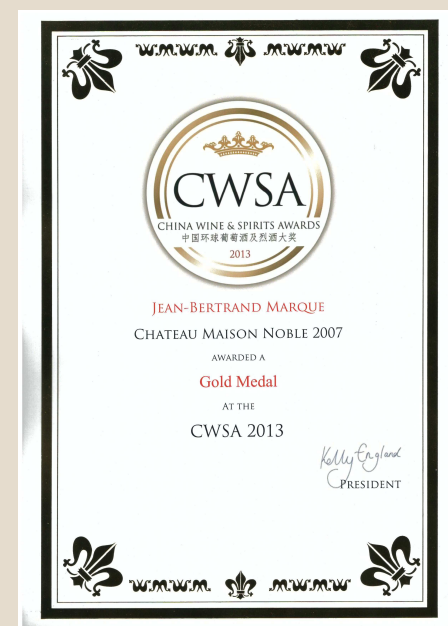 CWSA
CHINA WINE & SPIRITS AWARDS
中国环球葡萄酒及烈酒大奖
2013
JEAN-BERTRAND MARQUE
CHATEAU MAISON NOBLE 2007
AWARDED A
Gold Medal
AT THE
CWSA 2013
Kelly England
PRESIDENT